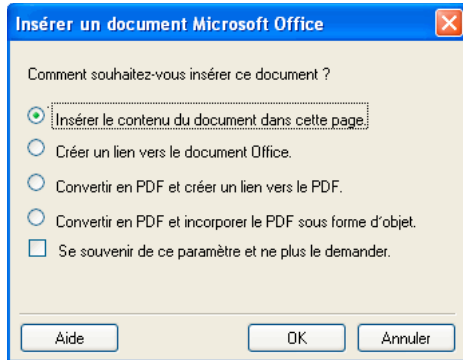 Insérer un document Microsoft Office
Comment souhaitez-vous insérer ce document ?
Insérer le contenu du document dans cette page.
Créer un lien vers le document Office.
Convertir en PDF et créer un lien vers le PDF.
Convertir en PDF et incorporer le PDF sous forme d'objet.
Se souvenir de ce paramètre et ne plus le demander.
Aide OK Annuler